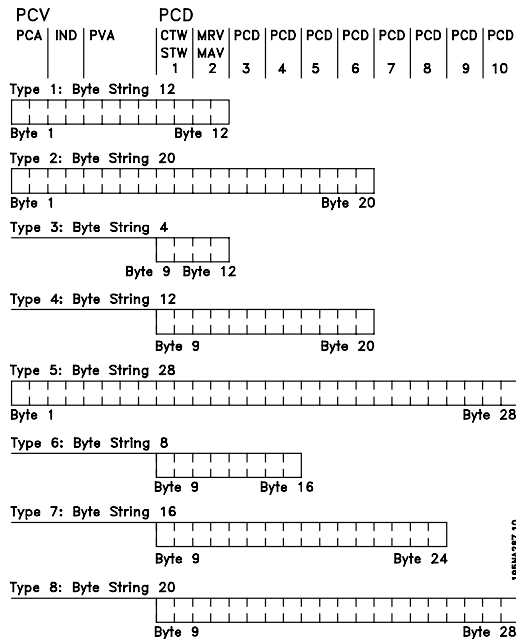 PCV PCD
PCA IND PVA CTW MRV PCD PCD PCD PCD PCD PCD PCD PCD
STW MAV
1 2 3 4 5 6 7 8 9 10
Type 1: Byte String 12
Byte 1 Byte 12
Type 2: Byte String 20
Byte 1 Byte 20
Type 3: Byte String 4
Byte 9 Byte 12
Type 4: Byte String 12
Byte 9 Byte 20
Type 5: Byte String 28
Byte 1 Byte 28
Type 6: Byte String 8
Byte 9 Byte 16
Type 7: Byte String 16
Byte 9 Byte 24
195NA287.10
Type 8: Byte String 20
Byte 9 Byte 28